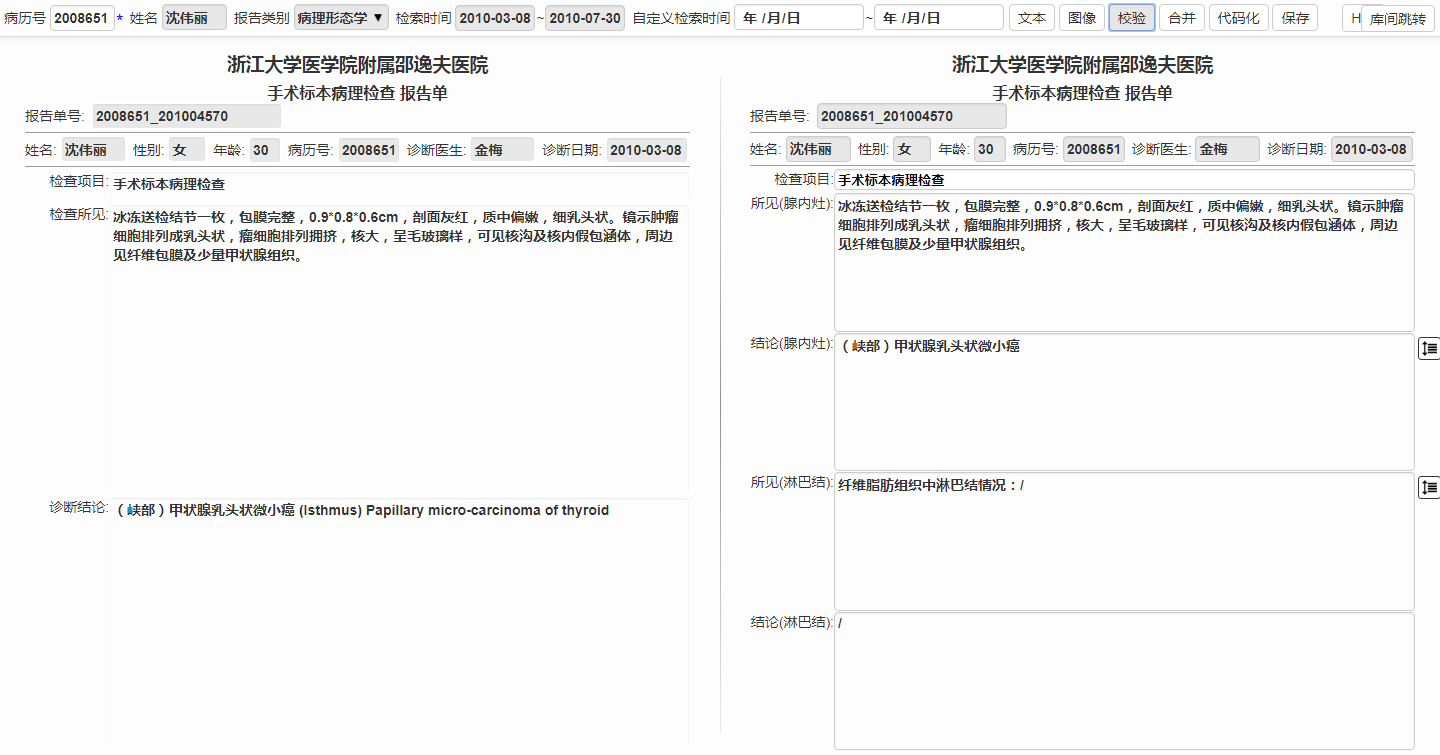 病历号 2008651 * 姓名 沈伟丽 报告类别 病理形态学 ▼ 检索时间 2010-03-08 ~ 2010-07-30 自定义检索时间 年 /月/日 ~ 年 /月/日 文本 图像 校验 合并 代码化 保存 H 库间跳转
浙江大学医学院附属邵逸夫医院
手术标本病理检查 报告单
报告单号: 2008651_201004570
姓名: 沈伟丽 性别: 女 年龄: 30 病历号: 2008651 诊断医生: 金梅 诊断日期: 2010-03-08
检查项目: 手术标本病理检查
检查所见: 冰冻送检结节一枚，包膜完整，0.9*0.8*0.6cm，剖面灰红，质中偏嫩，细乳头状。镜示肿瘤
细胞排列成乳头状，瘤细胞排列拥挤，核大，呈毛玻璃样，可见核沟及核内假包涵体，周边
见纤维包膜及少量甲状腺组织。
诊断结论: （峡部）甲状腺乳头状微小癌 (Isthmus) Papillary micro-carcinoma of thyroid
浙江大学医学院附属邵逸夫医院
手术标本病理检查 报告单
报告单号: 2008651_201004570
姓名: 沈伟丽 性别: 女 年龄: 30 病历号: 2008651 诊断医生: 金梅 诊断日期: 2010-03-08
检查项目: 手术标本病理检查
所见(腺内灶): 冰冻送检结节一枚，包膜完整，0.9*0.8*0.6cm，剖面灰红，质中偏嫩，细乳头状。镜示肿瘤
细胞排列成乳头状，瘤细胞排列拥挤，核大，呈毛玻璃样，可见核沟及核内假包涵体，周边
见纤维包膜及少量甲状腺组织。
结论(腺内灶): （峡部）甲状腺乳头状微小癌
所见(淋巴结): 纤维脂肪组织中淋巴结情况：/
结论(淋巴结): /